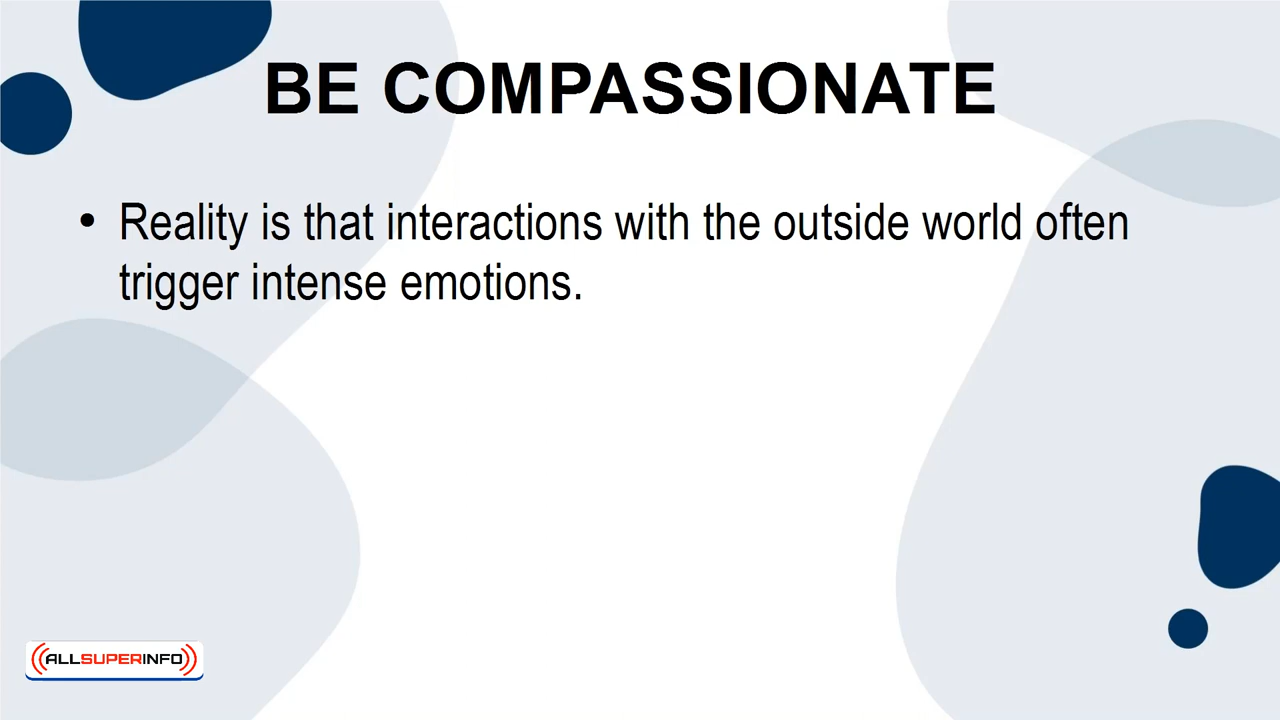 BE COMPASSIONATE
• Reality is that interactions with the outside world often
trigger intense emotions.
ALLSUPERINFO